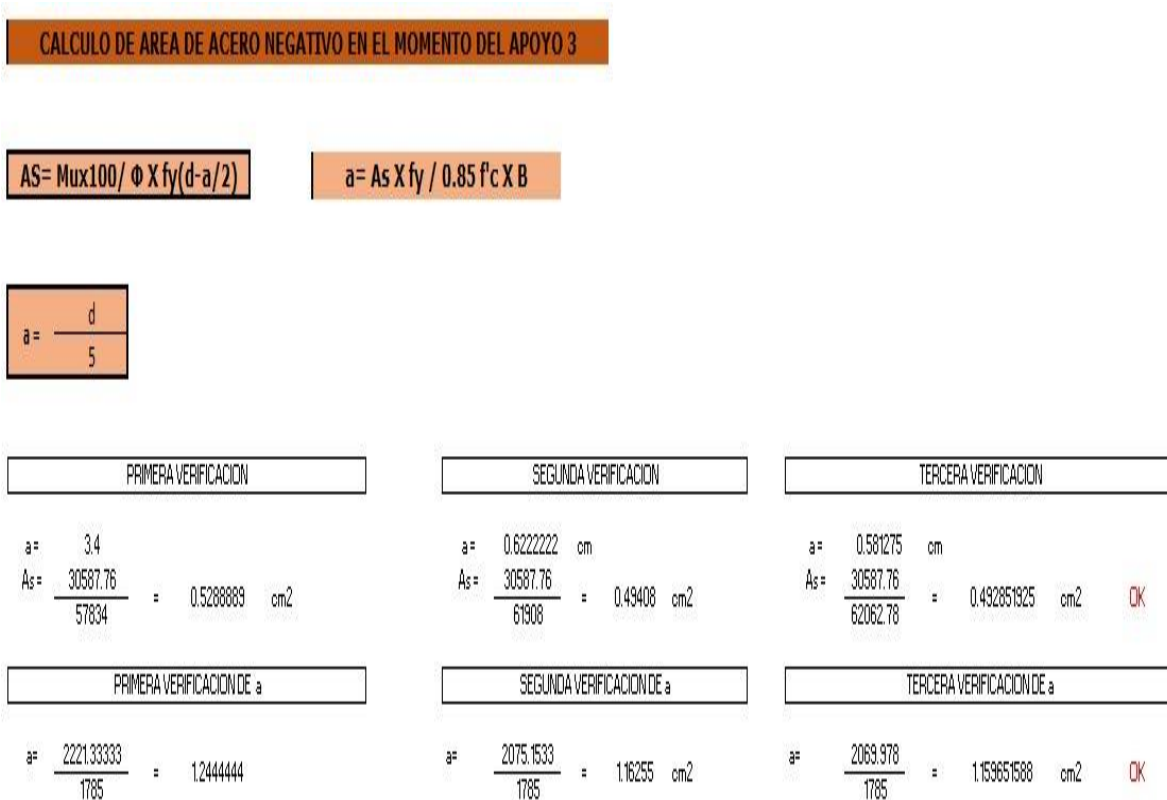 CALCULO DE AREA DE ACERO NEGATIVO EN EL MOMENTO DEL APOYO 3
AS= Mux100/ Φ X fy(d-a/2)
a= As X fy / 0.85 f'c X B
a = d
5
PRIMERA VERIFICACION
a = 3.4
As = 30587.76 = 0.5288889 cm2
57834
SEGUNDA VERIFICACION
a = 0.6222222 cm
As = 30587.76 = 0.49408 cm2
61908
TERCERA VERIFICACION
a = 0.581275 cm
As = 30587.76 = 0.492851925 cm2 OK
62062.78
PRIMERA VERIFICACION DE a
a= 2221.33333 = 1.2444444
1785
SEGUNDA VERIFICACION DE a
a= 2075.1533 = 1.16255 cm2
1785
TERCERA VERIFICACION DE a
a= 2069.978 = 1.159651588 cm2 OK
1785